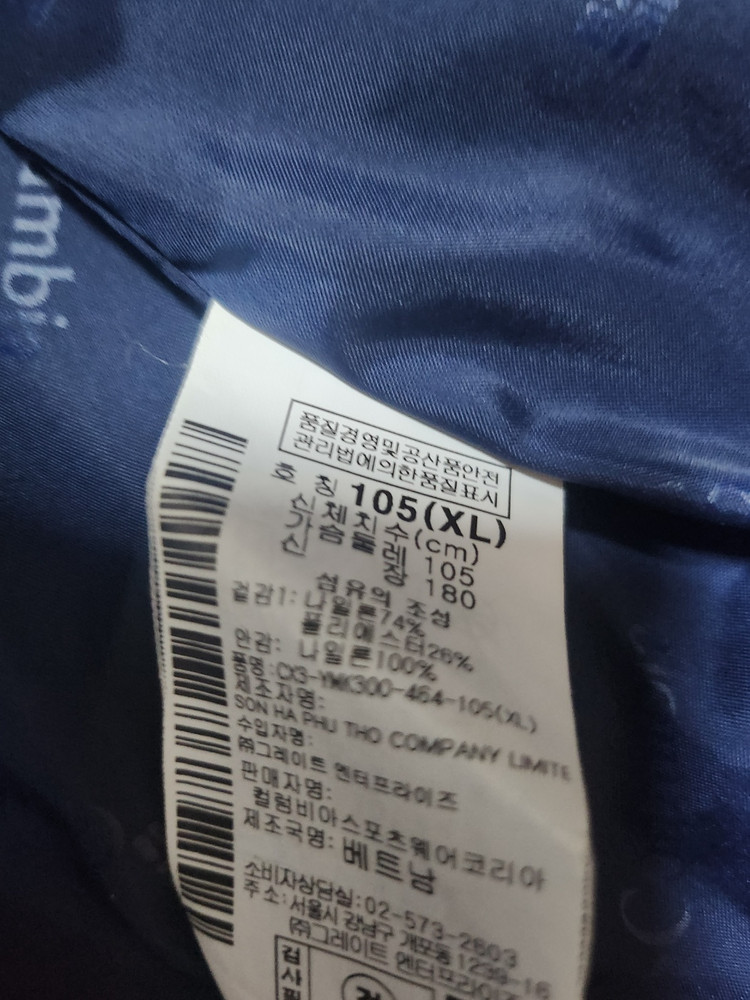 umbi
품질경영및공산품안전
관리법에의한품질표시
호 칭 105(XL)
신체치수(cm)
가슴둘레 105
신 장 180
섬유의 조성
겉감1: 나일론74%
폴리에스터26%
안감: 나일론100%
품명: CX3-YMK300-464-105(XL)
제조자명:
SON HA PHU THO COMPANY LIMITE
수입자명:
㈜그레이트 엔터프라이즈
판매자명:
컬럼비아스포츠웨어코리아
제조국명: 베트남
소비자상담실: 02-573-2803
주소: 서울시 강남구 개포동 1239-16
㈜그레이트 엔터프라이즈
검사필
검